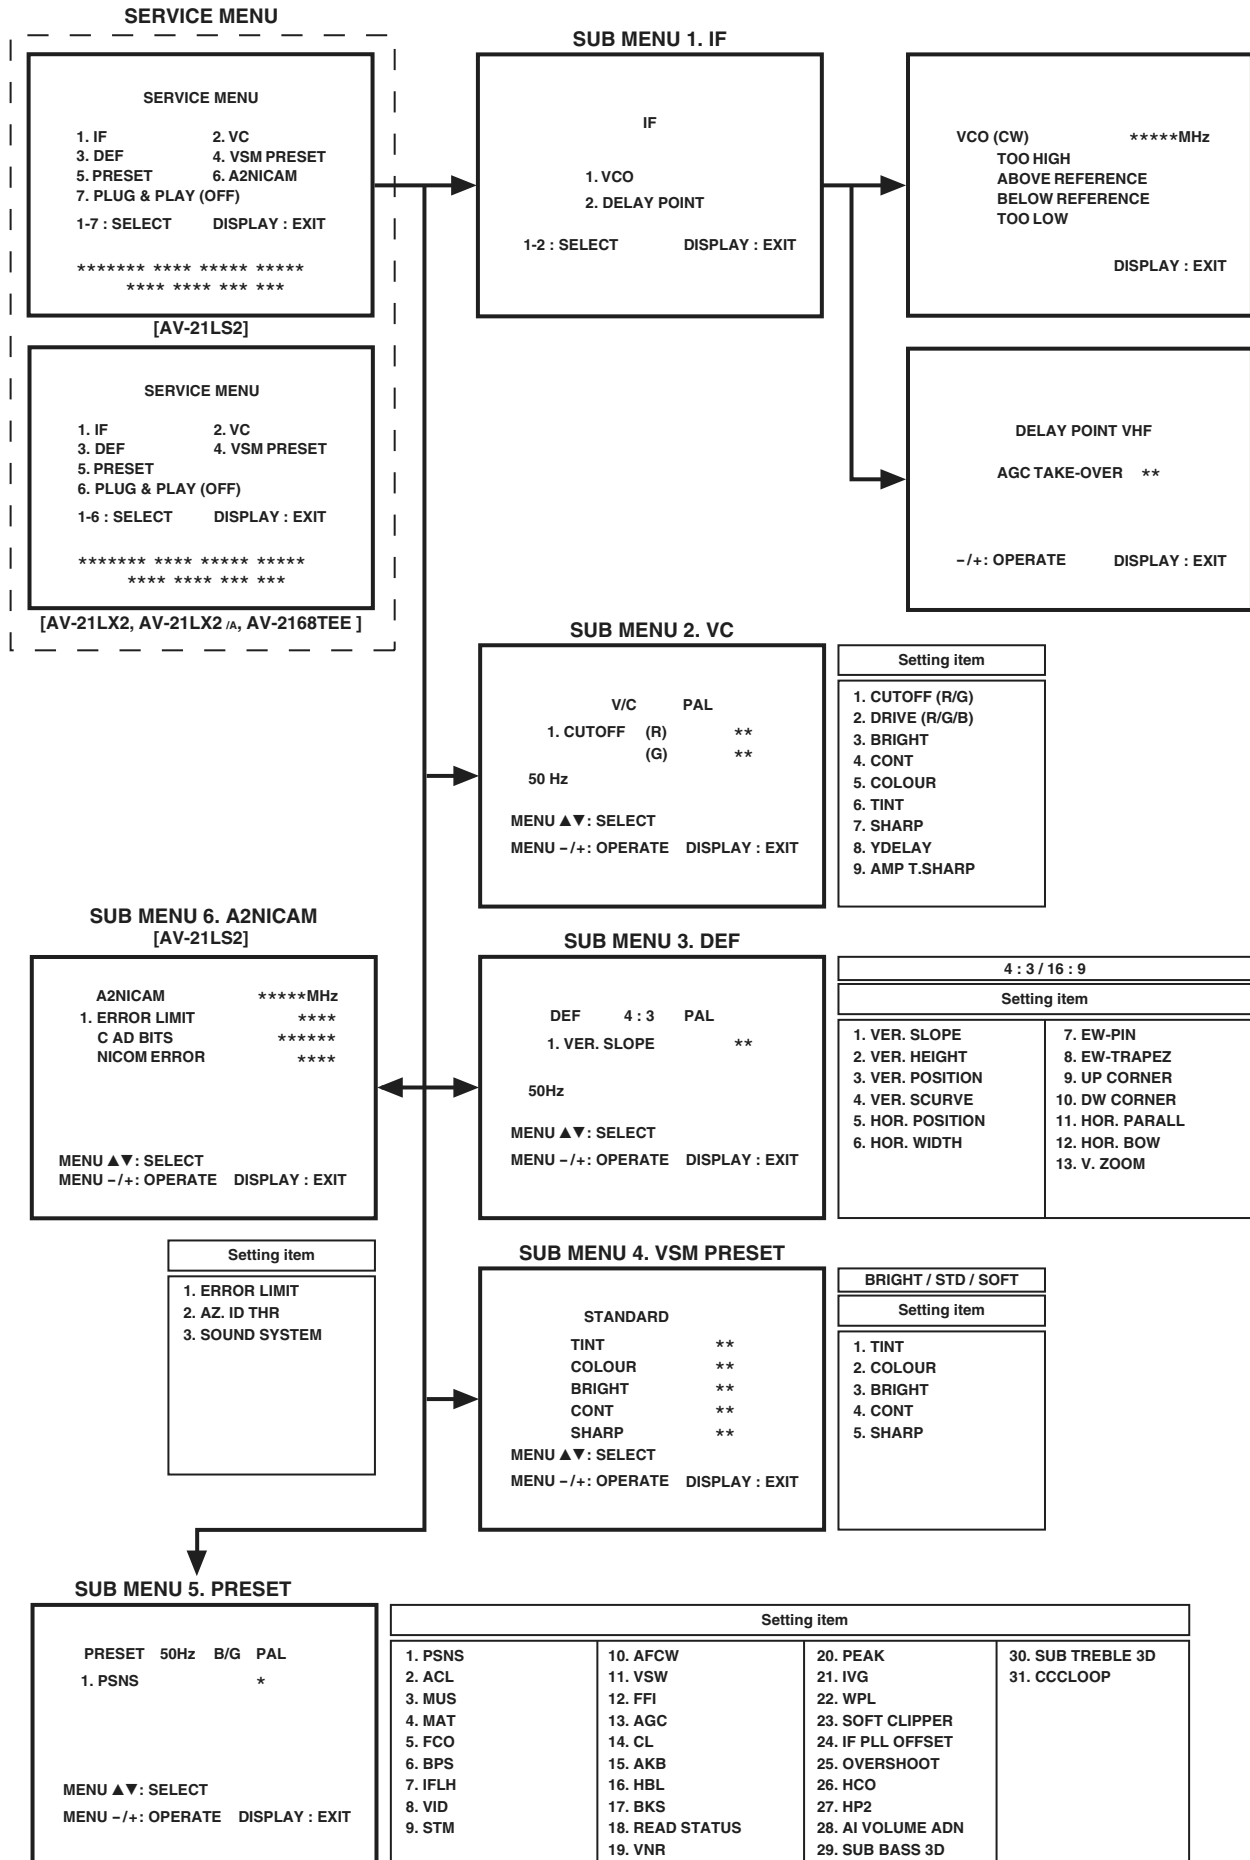 SERVICE MENU
SERVICE MENU
1. IF 2. VC
3. DEF 4. VSM PRESET
5. PRESET 6. A2NICAM
7. PLUG & PLAY (OFF)
1-7 : SELECT DISPLAY : EXIT
******* **** ***** *****
**** **** *** ***
[AV-21LS2]
SERVICE MENU
1. IF 2. VC
3. DEF 4. VSM PRESET
5. PRESET
6. PLUG & PLAY (OFF)
1-6 : SELECT DISPLAY : EXIT
******* **** ***** *****
**** **** *** ***
[AV-21LX2, AV-21LX2 /A, AV-2168TEE ]
SUB MENU 1. IF
IF
1. VCO
2. DELAY POINT
1-2 : SELECT DISPLAY : EXIT
VCO (CW) *****MHz
TOO HIGH
ABOVE REFERENCE
BELOW REFERENCE
TOO LOW
DISPLAY : EXIT
DELAY POINT VHF
AGC TAKE-OVER **
–/+: OPERATE DISPLAY : EXIT
SUB MENU 2. VC
V/C PAL
1. CUTOFF (R) **
(G) **
50 Hz
MENU ▲▼: SELECT
MENU –/+: OPERATE DISPLAY : EXIT
Setting item
1. CUTOFF (R/G)
2. DRIVE (R/G/B)
3. BRIGHT
4. CONT
5. COLOUR
6. TINT
7. SHARP
8. YDELAY
9. AMP T.SHARP
SUB MENU 6. A2NICAM
[AV-21LS2]
A2NICAM *****MHz
1. ERROR LIMIT ****
C AD BITS ******
NICOM ERROR ****
MENU ▲▼: SELECT
MENU –/+: OPERATE DISPLAY : EXIT
Setting item
1. ERROR LIMIT
2. AZ. ID THR
3. SOUND SYSTEM
SUB MENU 3. DEF
DEF 4 : 3 PAL
1. VER. SLOPE **
50Hz
MENU ▲▼: SELECT
MENU –/+: OPERATE DISPLAY : EXIT
4 : 3 / 16 : 9
Setting item
1. VER. SLOPE
2. VER. HEIGHT
3. VER. POSITION
4. VER. SCURVE
5. HOR. POSITION
6. HOR. WIDTH
7. EW-PIN
8. EW-TRAPEZ
9. UP CORNER
10. DW CORNER
11. HOR. PARALL
12. HOR. BOW
13. V. ZOOM
SUB MENU 4. VSM PRESET
STANDARD
TINT **
COLOUR **
BRIGHT **
CONT **
SHARP **
MENU ▲▼: SELECT
MENU –/+: OPERATE DISPLAY : EXIT
BRIGHT / STD / SOFT
Setting item
1. TINT
2. COLOUR
3. BRIGHT
4. CONT
5. SHARP
SUB MENU 5. PRESET
PRESET 50Hz B/G PAL
1. PSNS *
MENU ▲▼: SELECT
MENU –/+: OPERATE DISPLAY : EXIT
Setting item
1. PSNS
2. ACL
3. MUS
4. MAT
5. FCO
6. BPS
7. IFLH
8. VID
9. STM
10. AFCW
11. VSW
12. FFI
13. AGC
14. CL
15. AKB
16. HBL
17. BKS
18. READ STATUS
19. VNR
20. PEAK
21. IVG
22. WPL
23. SOFT CLIPPER
24. IF PLL OFFSET
25. OVERSHOOT
26. HCO
27. HP2
28. AI VOLUME ADN
29. SUB BASS 3D
30. SUB TREBLE 3D
31. CCCLOOP